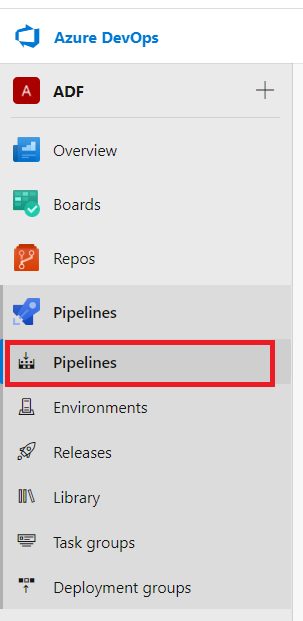 Azure DevOps
A ADF
Overview
Boards
Repos
Pipelines
Pipelines
Environments
Releases
Library
Task groups
Deployment groups